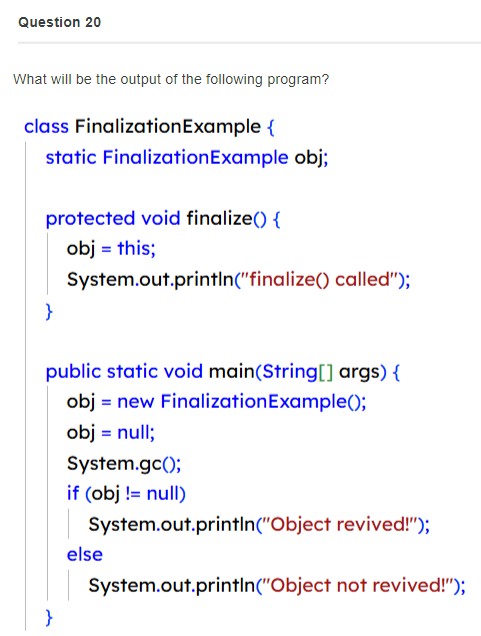 Question 20
What will be the output of the following program?
class FinalizationExample {
static FinalizationExample obj;
protected void finalize() {
obj = this;
System.out.println("finalize() called");
}
public static void main(String[] args) {
obj = new FinalizationExample();
obj = null;
System.gc();
if (obj != null)
System.out.println("Object revived!");
else
System.out.println("Object not revived!");
}